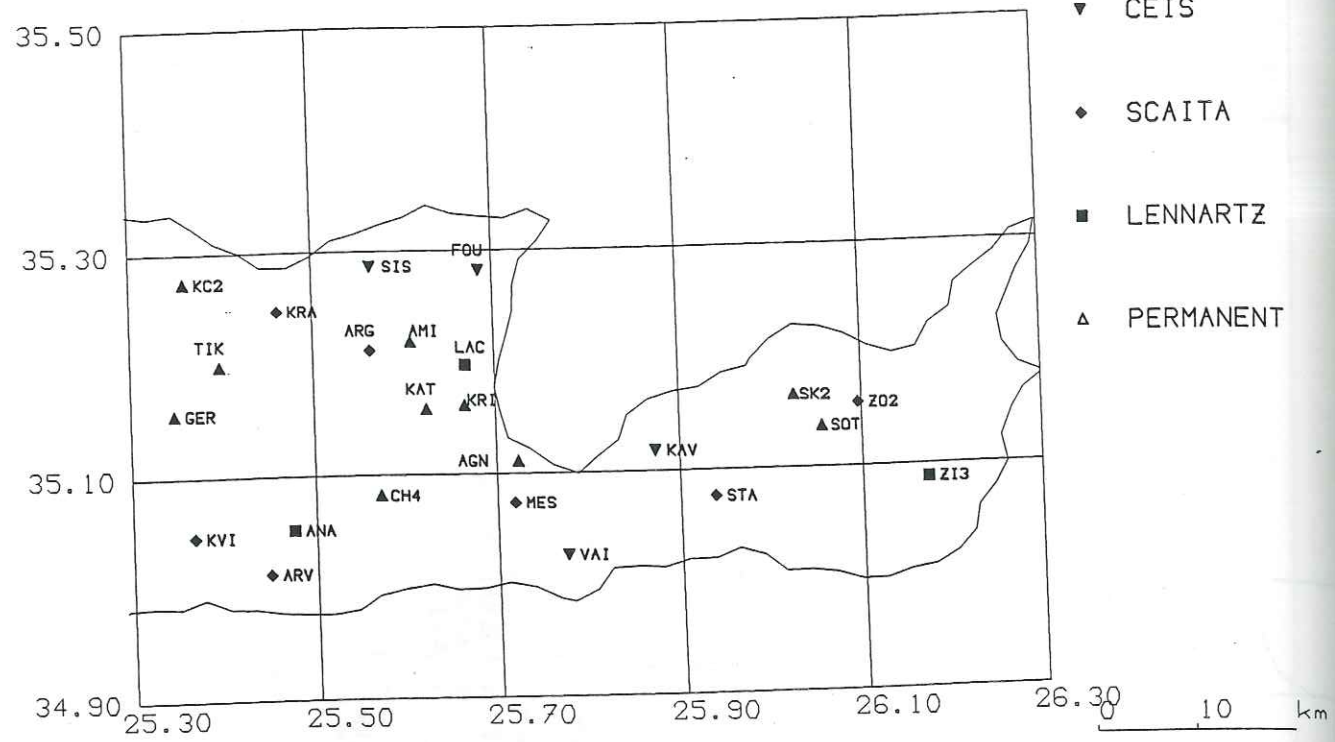 CEIS
35.50
SCAITA
LENNARTZ
FOU
35.30
SIS
KC2
PERMANENT
KRA
ARG
AMI
TIK
LAC
KAT
KRI
SK2
ZO2
GER
SOT
AGN
KAV
ZI3
35.10
CH4
STA
MES
ANA
KVI
VAI
ARV
34.90
25.30
25.50
25.70
25.90
26.10
26.30
0
10
km